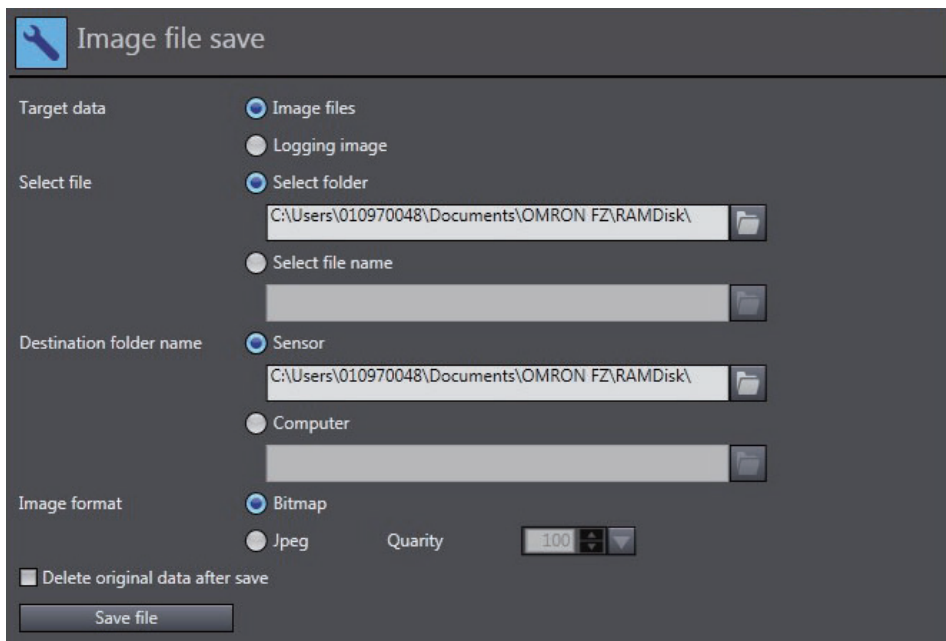 Image file save
Target data
Image files
Logging image
Select file
Select folder
C:\Users\010970048\Documents\OMRON FZ\RAMDisk\
Select file name
Destination folder name
Sensor
C:\Users\010970048\Documents\OMRON FZ\RAMDisk\
Computer
Image format
Bitmap
Jpeg Quarity 100
Delete original data after save
Save file